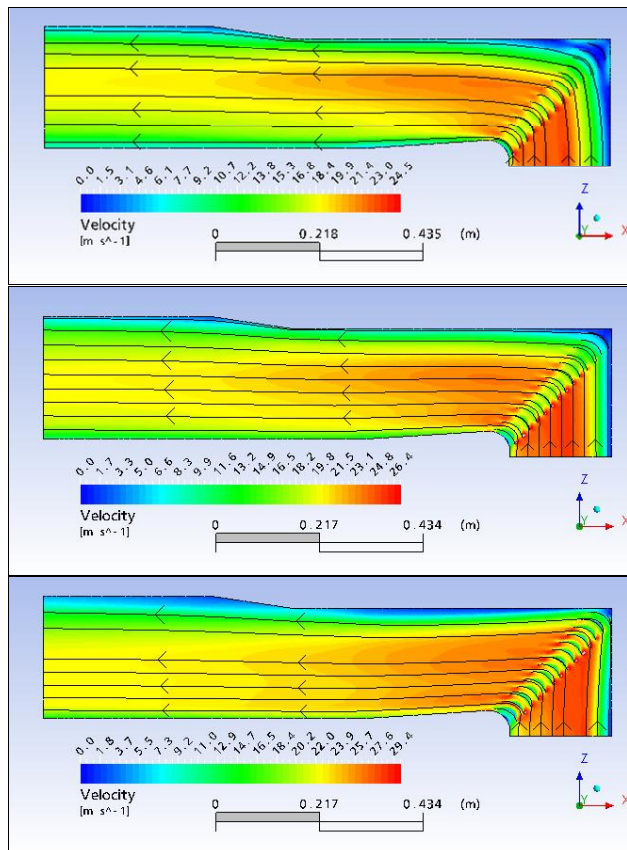 0.0 1.5 3.1 4.6 6.1 7.7 9.2 10.7 12.2 13.8 15.3 16.8 18.4 19.9 21.4 23.0 24.5
Velocity
[m s^-1]
0 0.218 0.435 (m)
Z
Y X
0.0 1.7 3.3 5.0 6.6 8.3 9.9 11.6 13.2 14.9 16.5 18.2 19.8 21.5 23.1 24.8 26.4
Velocity
[m s^-1]
0 0.217 0.434 (m)
Z
Y X
0.0 1.8 3.7 5.5 7.3 9.2 11.0 12.9 14.7 16.5 18.4 20.2 22.0 23.9 25.7 27.6 29.4
Velocity
[m s^-1]
0 0.217 0.434 (m)
Z
Y X